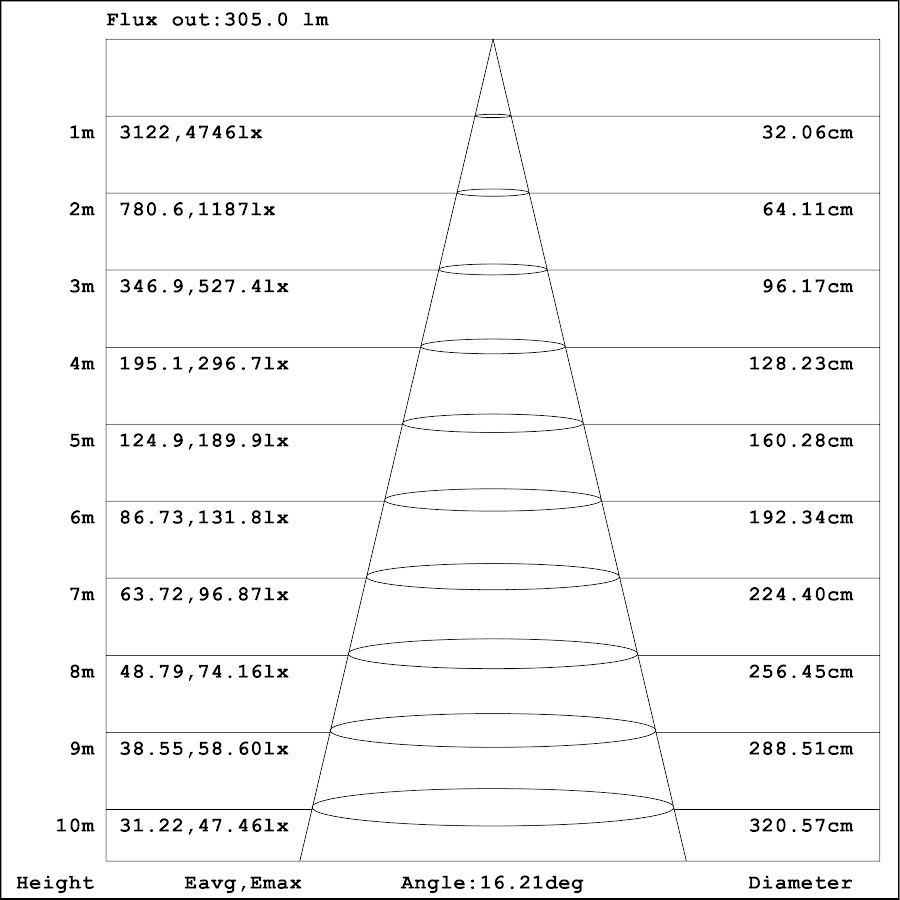 Flux out:305.0 lm
1m 3122,4746lx 32.06cm
2m 780.6,1187lx 64.11cm
3m 346.9,527.4lx 96.17cm
4m 195.1,296.7lx 128.23cm
5m 124.9,189.9lx 160.28cm
6m 86.73,131.8lx 192.34cm
7m 63.72,96.87lx 224.40cm
8m 48.79,74.16lx 256.45cm
9m 38.55,58.60lx 288.51cm
10m 31.22,47.46lx 320.57cm
Height Eavg,Emax Angle:16.21deg Diameter